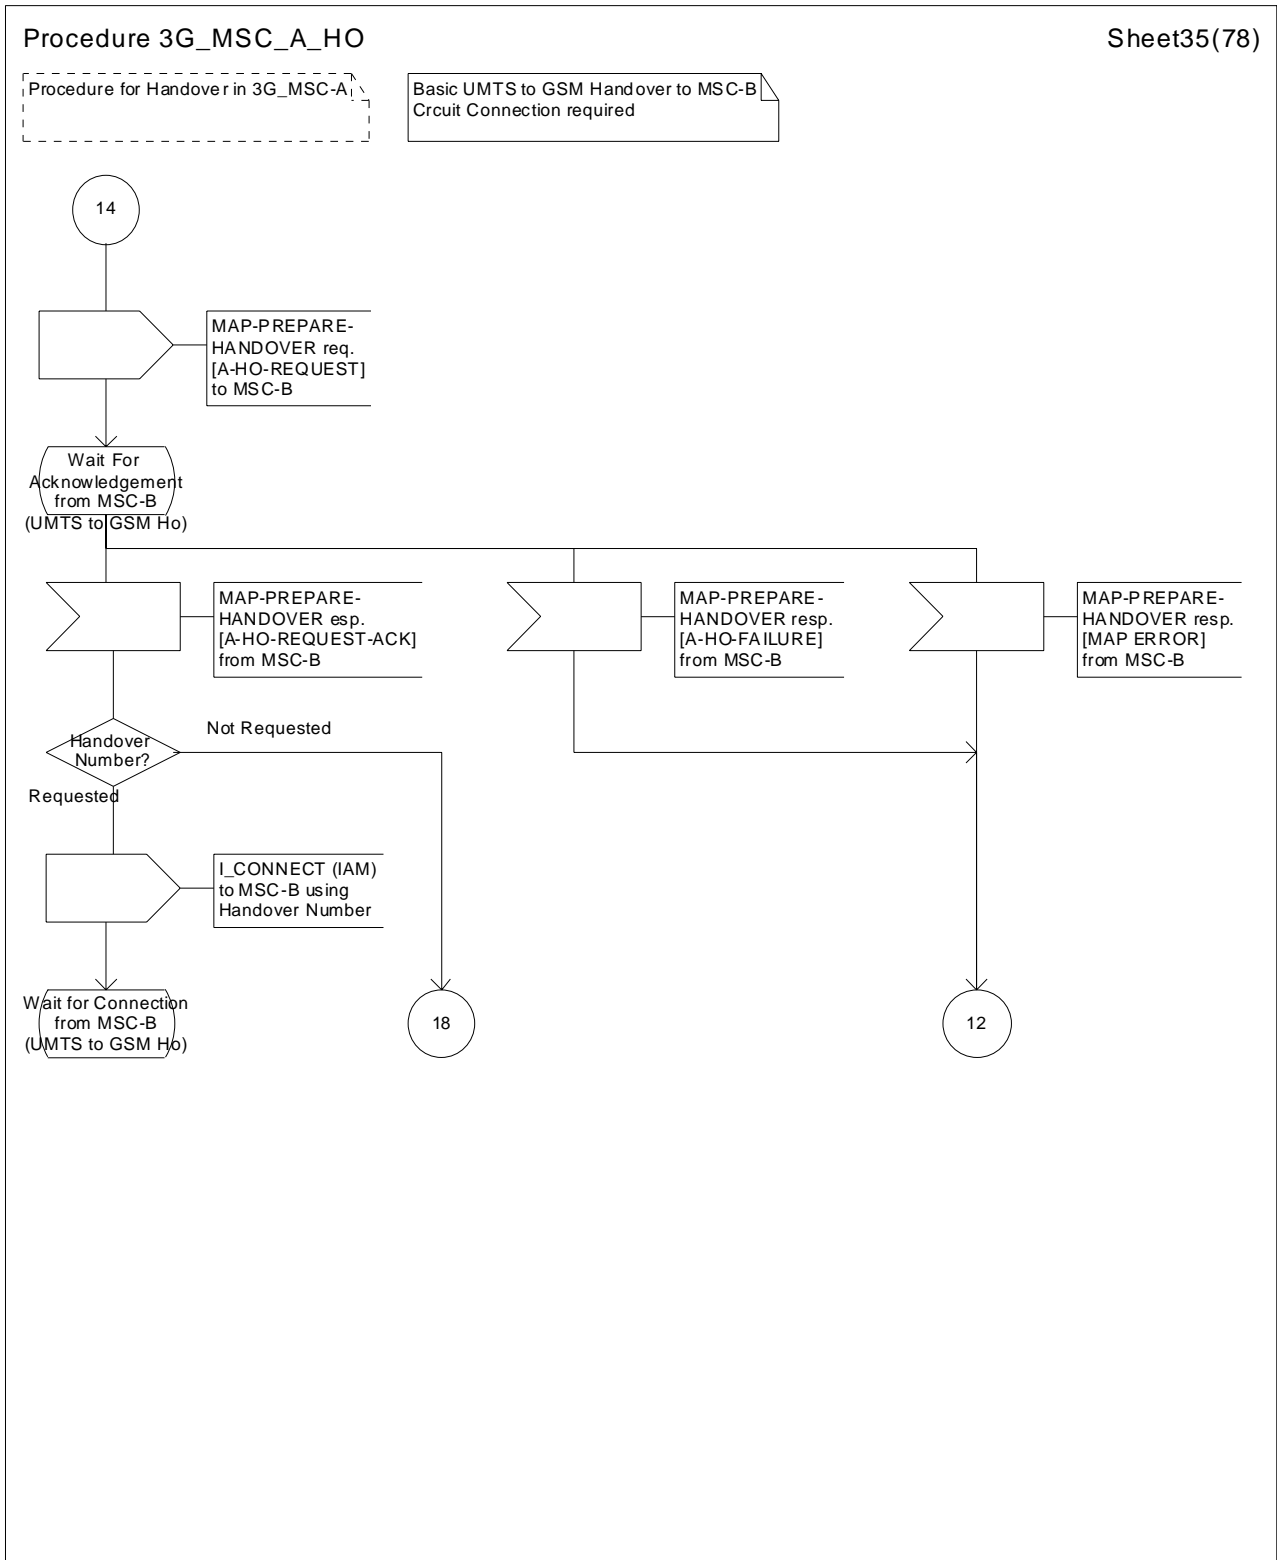 Procedure 3G_MSC_A_HO
Sheet35(78)
Procedure for Handover in 3G_MSC-A
Basic UMTS to GSM Handover to MSC-B
Crcuit Connection required
14
MAP-PREPARE-
HANDOVER req.
[A-HO-REQUEST]
to MSC-B
Wait For
Acknowledgement
from MSC-B
(UMTS to GSM Ho)
MAP-PREPARE-
HANDOVER esp.
[A-HO-REQUEST-ACK]
from MSC-B
MAP-PREPARE-
HANDOVER resp.
[A-HO-FAILURE]
from MSC-B
MAP-PREPARE-
HANDOVER resp.
[MAP ERROR]
from MSC-B
Handover
Number?
Not Requested
Requested
I_CONNECT (IAM)
to MSC-B using
Handover Number
Wait for Connection
from MSC-B
(UMTS to GSM Ho)
18
12